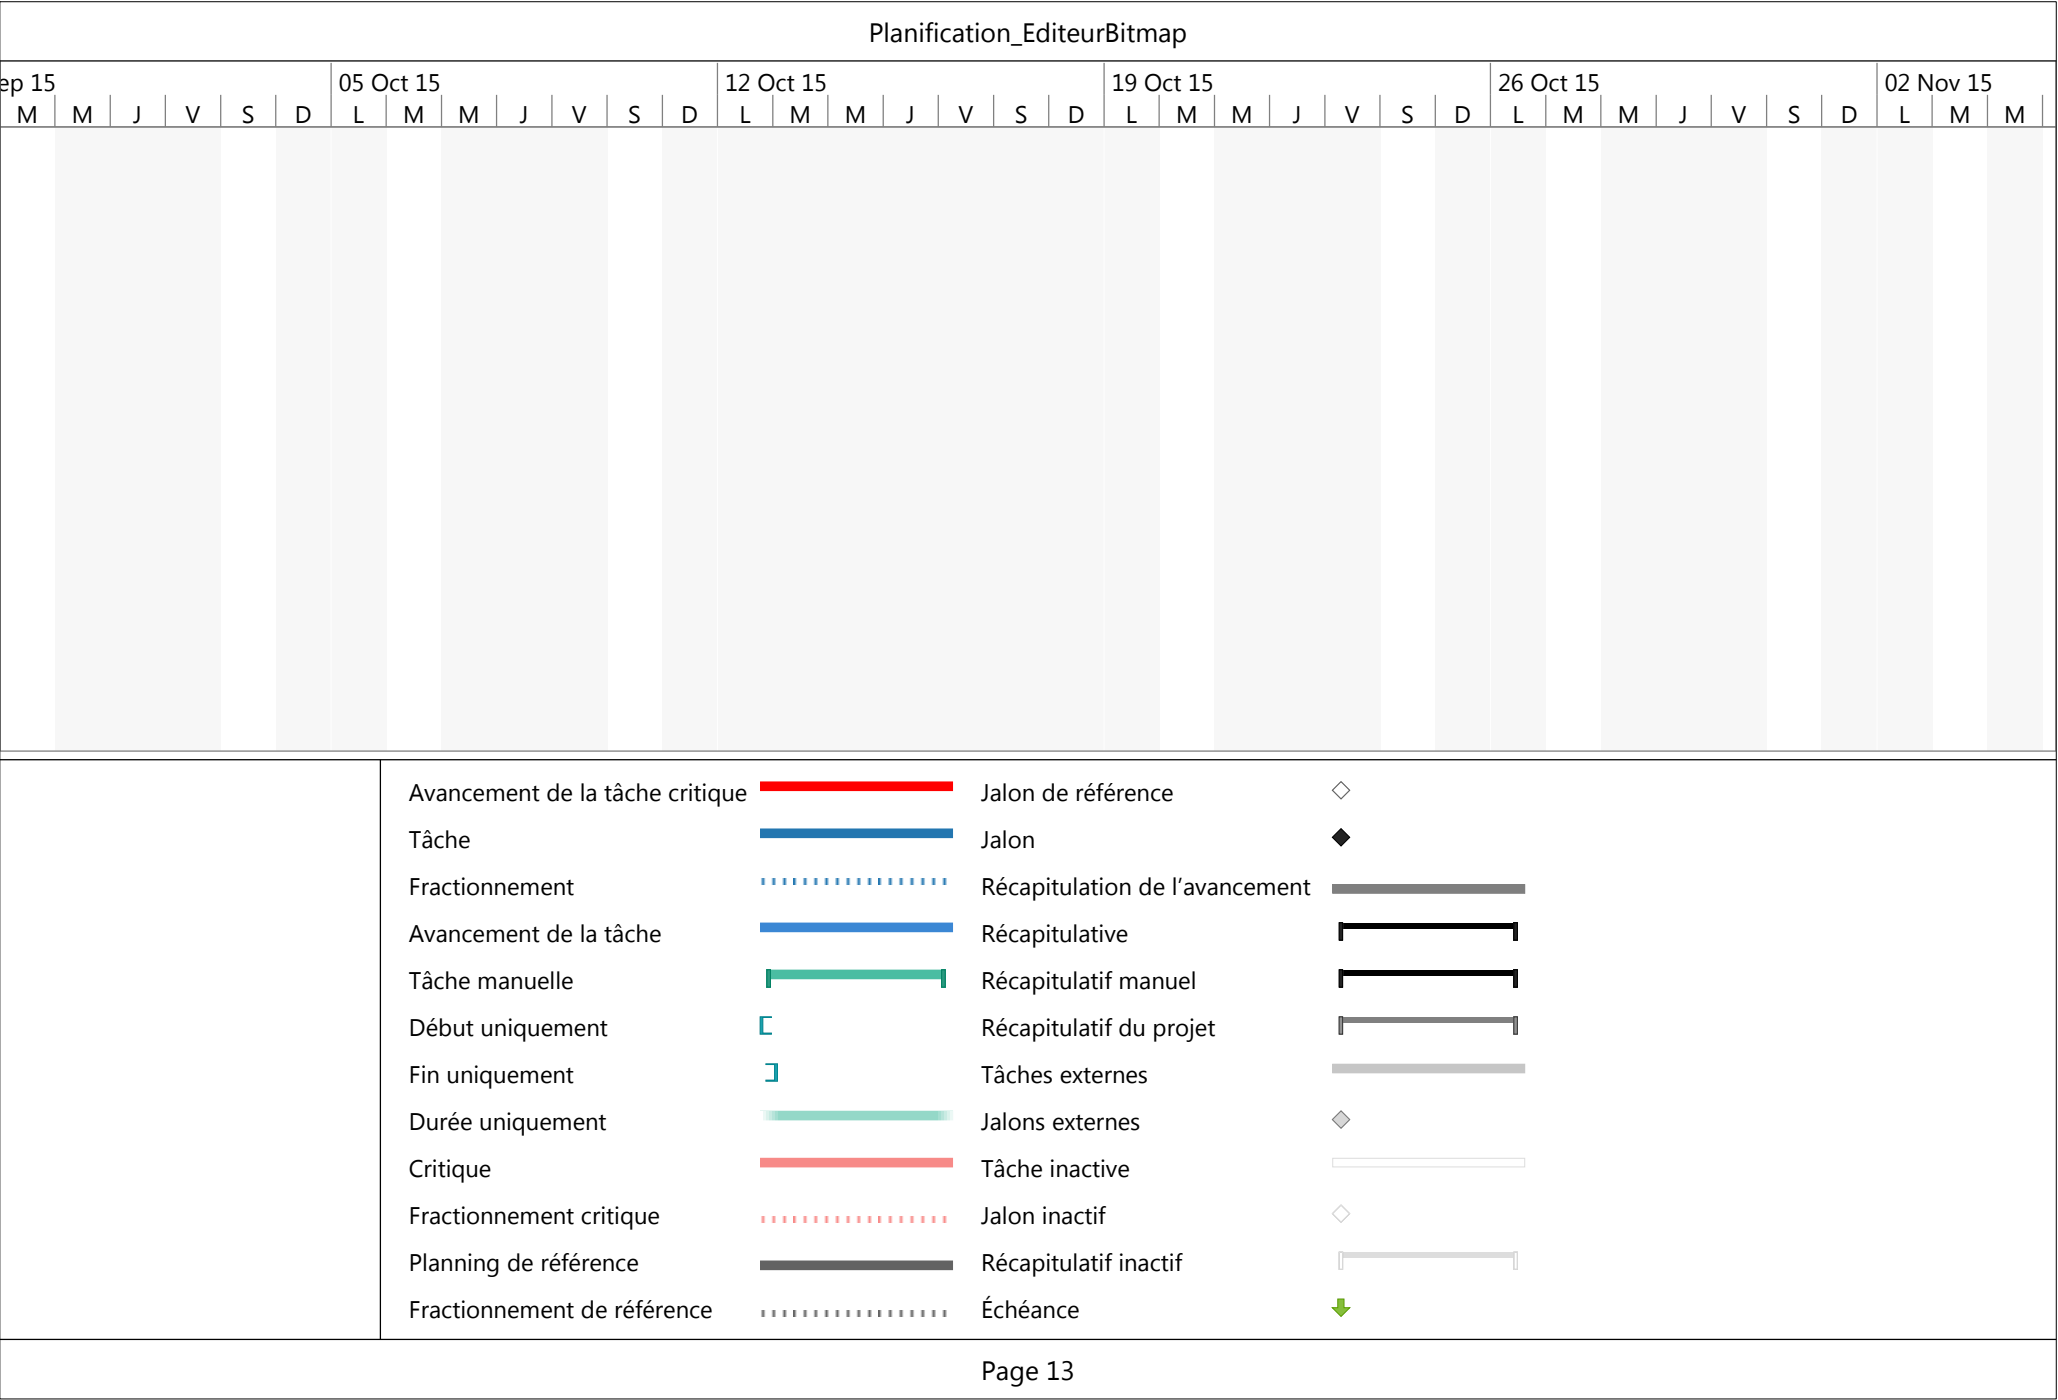 Planification_EditeurBitmap
ep 15 05 Oct 15 12 Oct 15 19 Oct 15 26 Oct 15 02 Nov 15
M M J V S D L M M J V S D L M M J V S D L M M J V S D L M M J V S D L M M
Avancement de la tâche critique Jalon de référence
Tâche Jalon
Fractionnement Récapitulation de l'avancement
Avancement de la tâche Récapitulative
Tâche manuelle Récapitulatif manuel
Début uniquement Récapitulatif du projet
Fin uniquement Tâches externes
Durée uniquement Jalons externes
Critique Tâche inactive
Fractionnement critique Jalon inactif
Planning de référence Récapitulatif inactif
Fractionnement de référence Échéance
Page 13